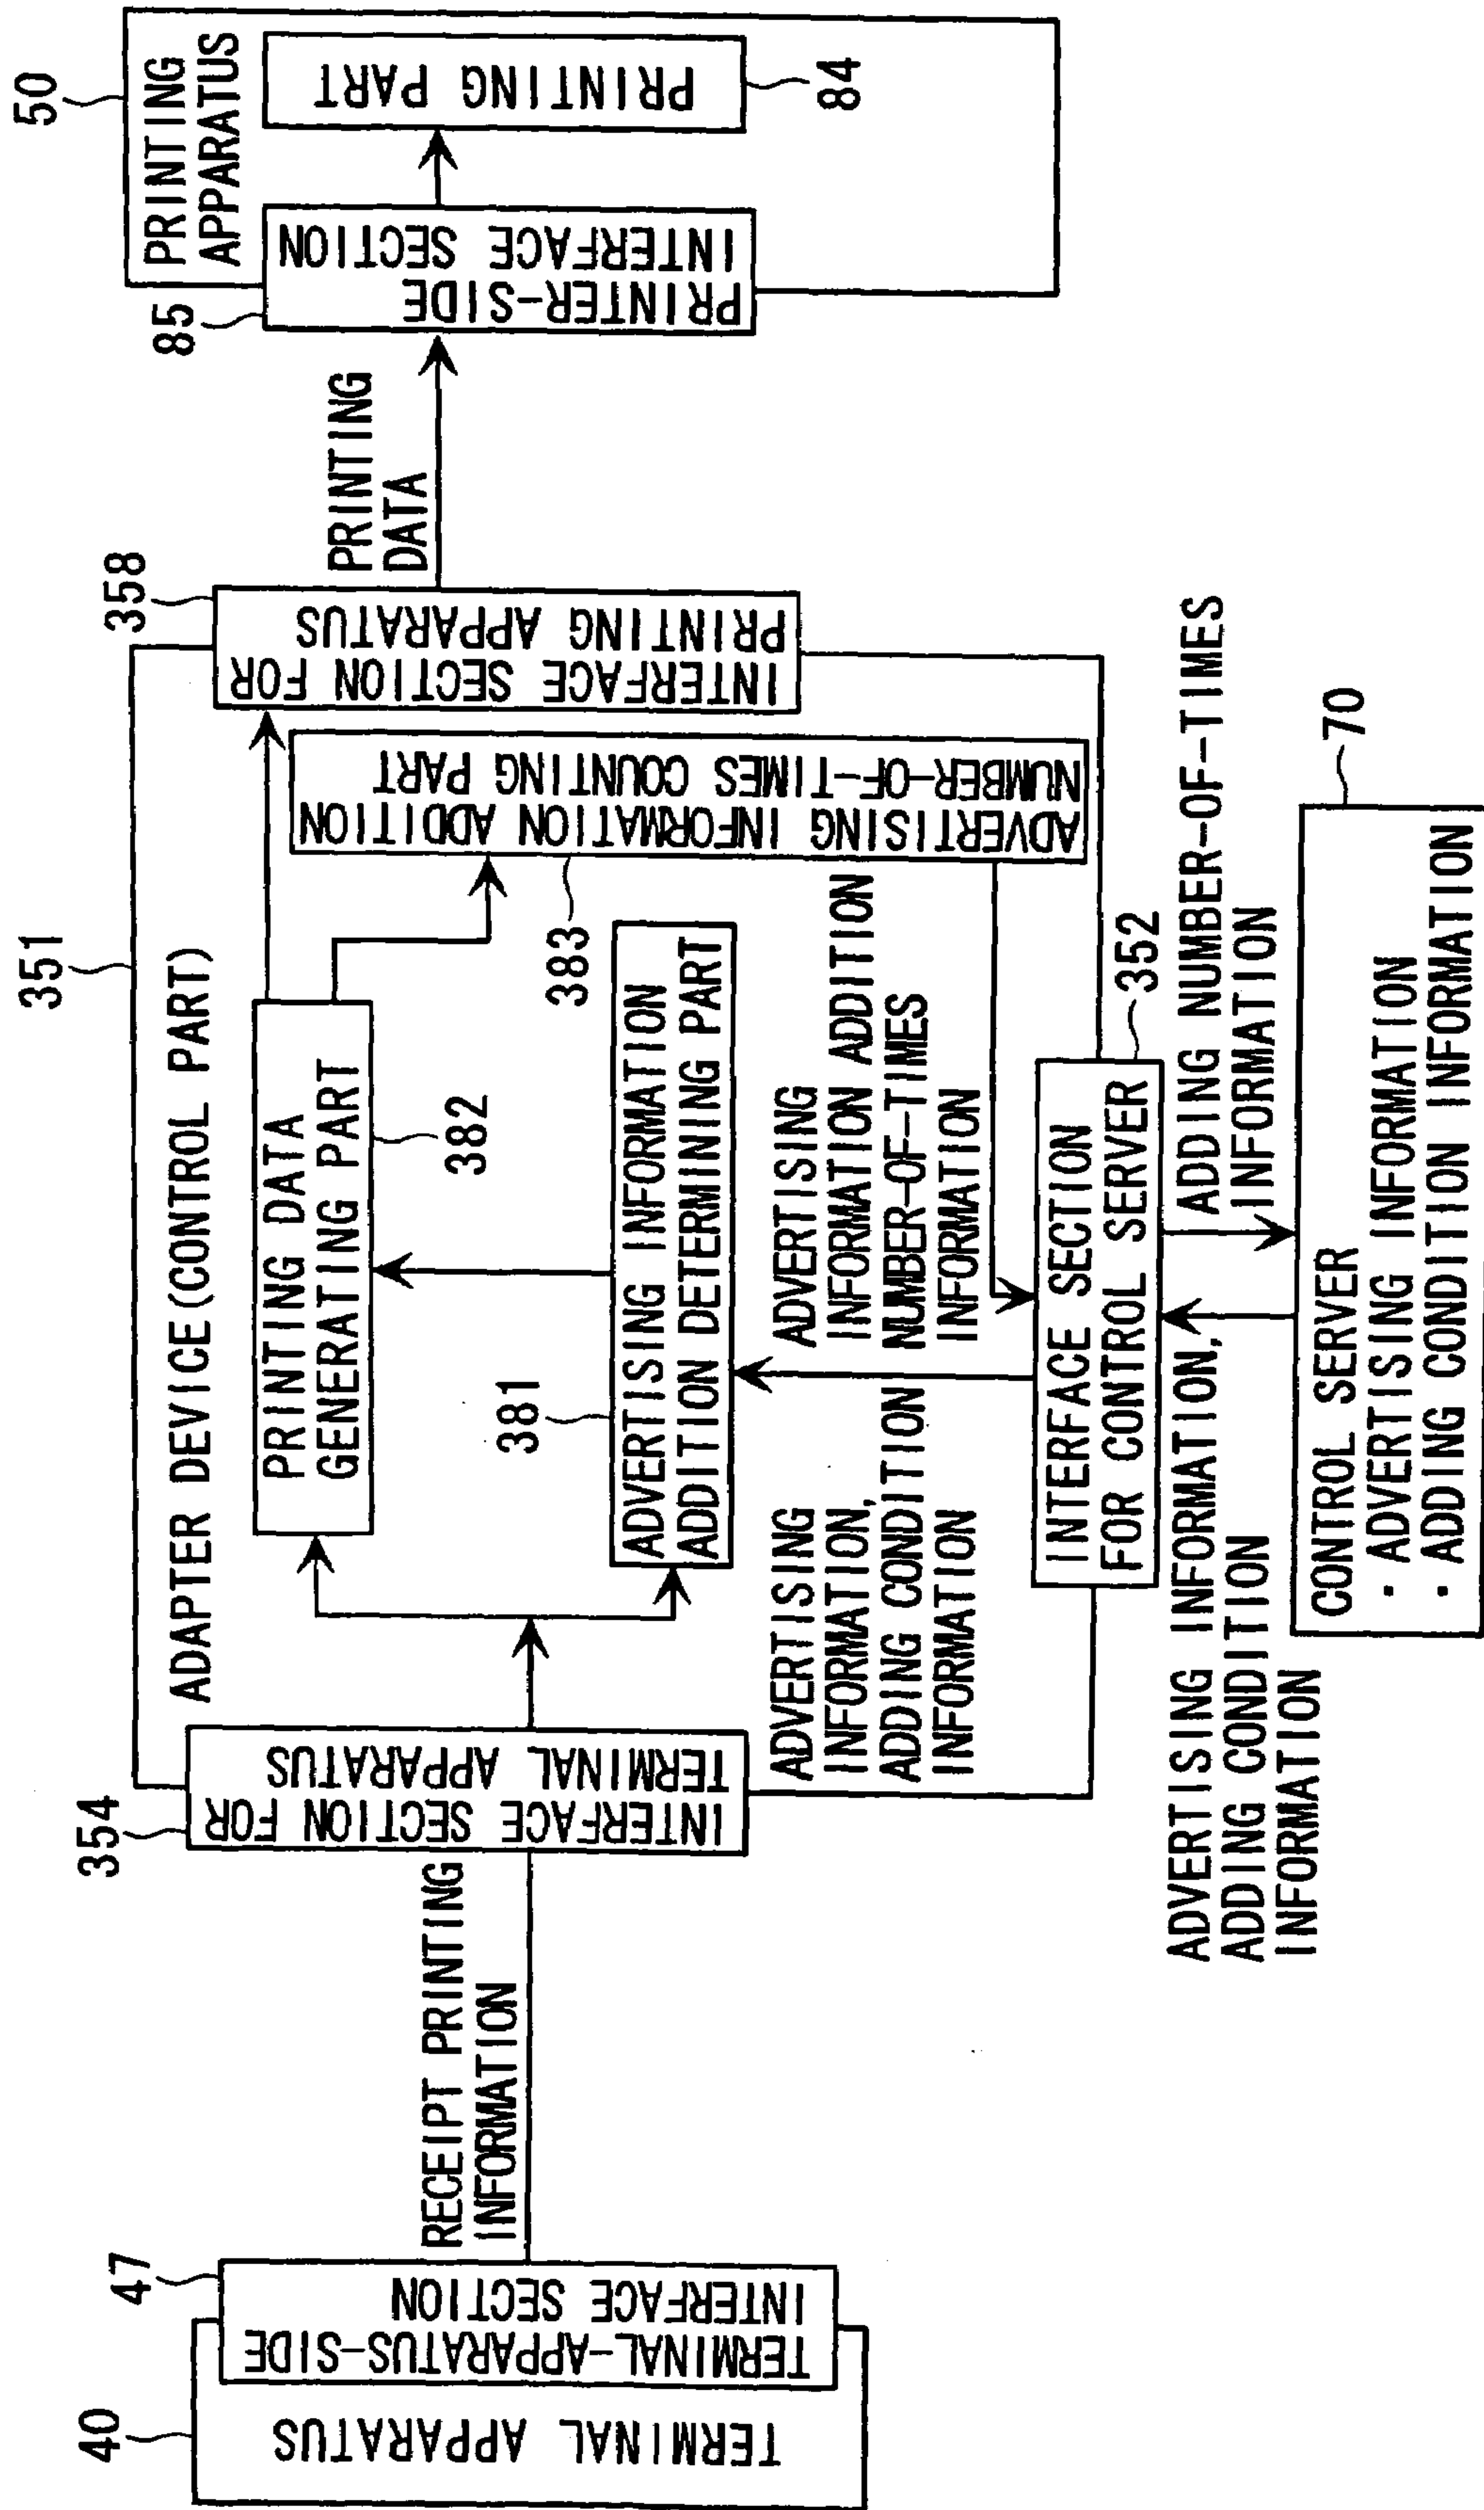 40
TERMINAL APPARATUS
47
TERMINAL-APPARATUS-SIDE
INTERFACE SECTION
RECEIPT PRINTING
INFORMATION
351
ADAPTER DEVICE(CONTROL PART)
354
INTERFACE SECTION FOR
TERMINAL APPARATUS
PRINTING DATA
GENERATING PART
382
381
ADVERTISING INFORMATION
ADDITION DETERMINING PART
383
ADVERTISING INFORMATION ADDITION
NUMBER-OF-TIMES COUNTING PART
358
INTERFACE SECTION FOR
PRINTING APPARATUS
ADVERTISING
INFORMATION,
ADDING CONDITION
INFORMATION
ADVERTISING
INFORMATION ADDITION
NUMBER-OF-TIMES
INFORMATION
INTERFACE SECTION
FOR CONTROL SERVER
352
ADVERTISING INFORMATION,
ADDING CONDITION
INFORMATION
ADDING NUMBER-OF-TIMES
INFORMATION
70
CONTROL SERVER
· ADVERTISING INFORMATION
· ADDING CONDITION INFORMATION
PRINTING
DATA
50
PRINTING
APPARATUS
85
PRINTER-SIDE
INTERFACE SECTION
PRINTING PART
84